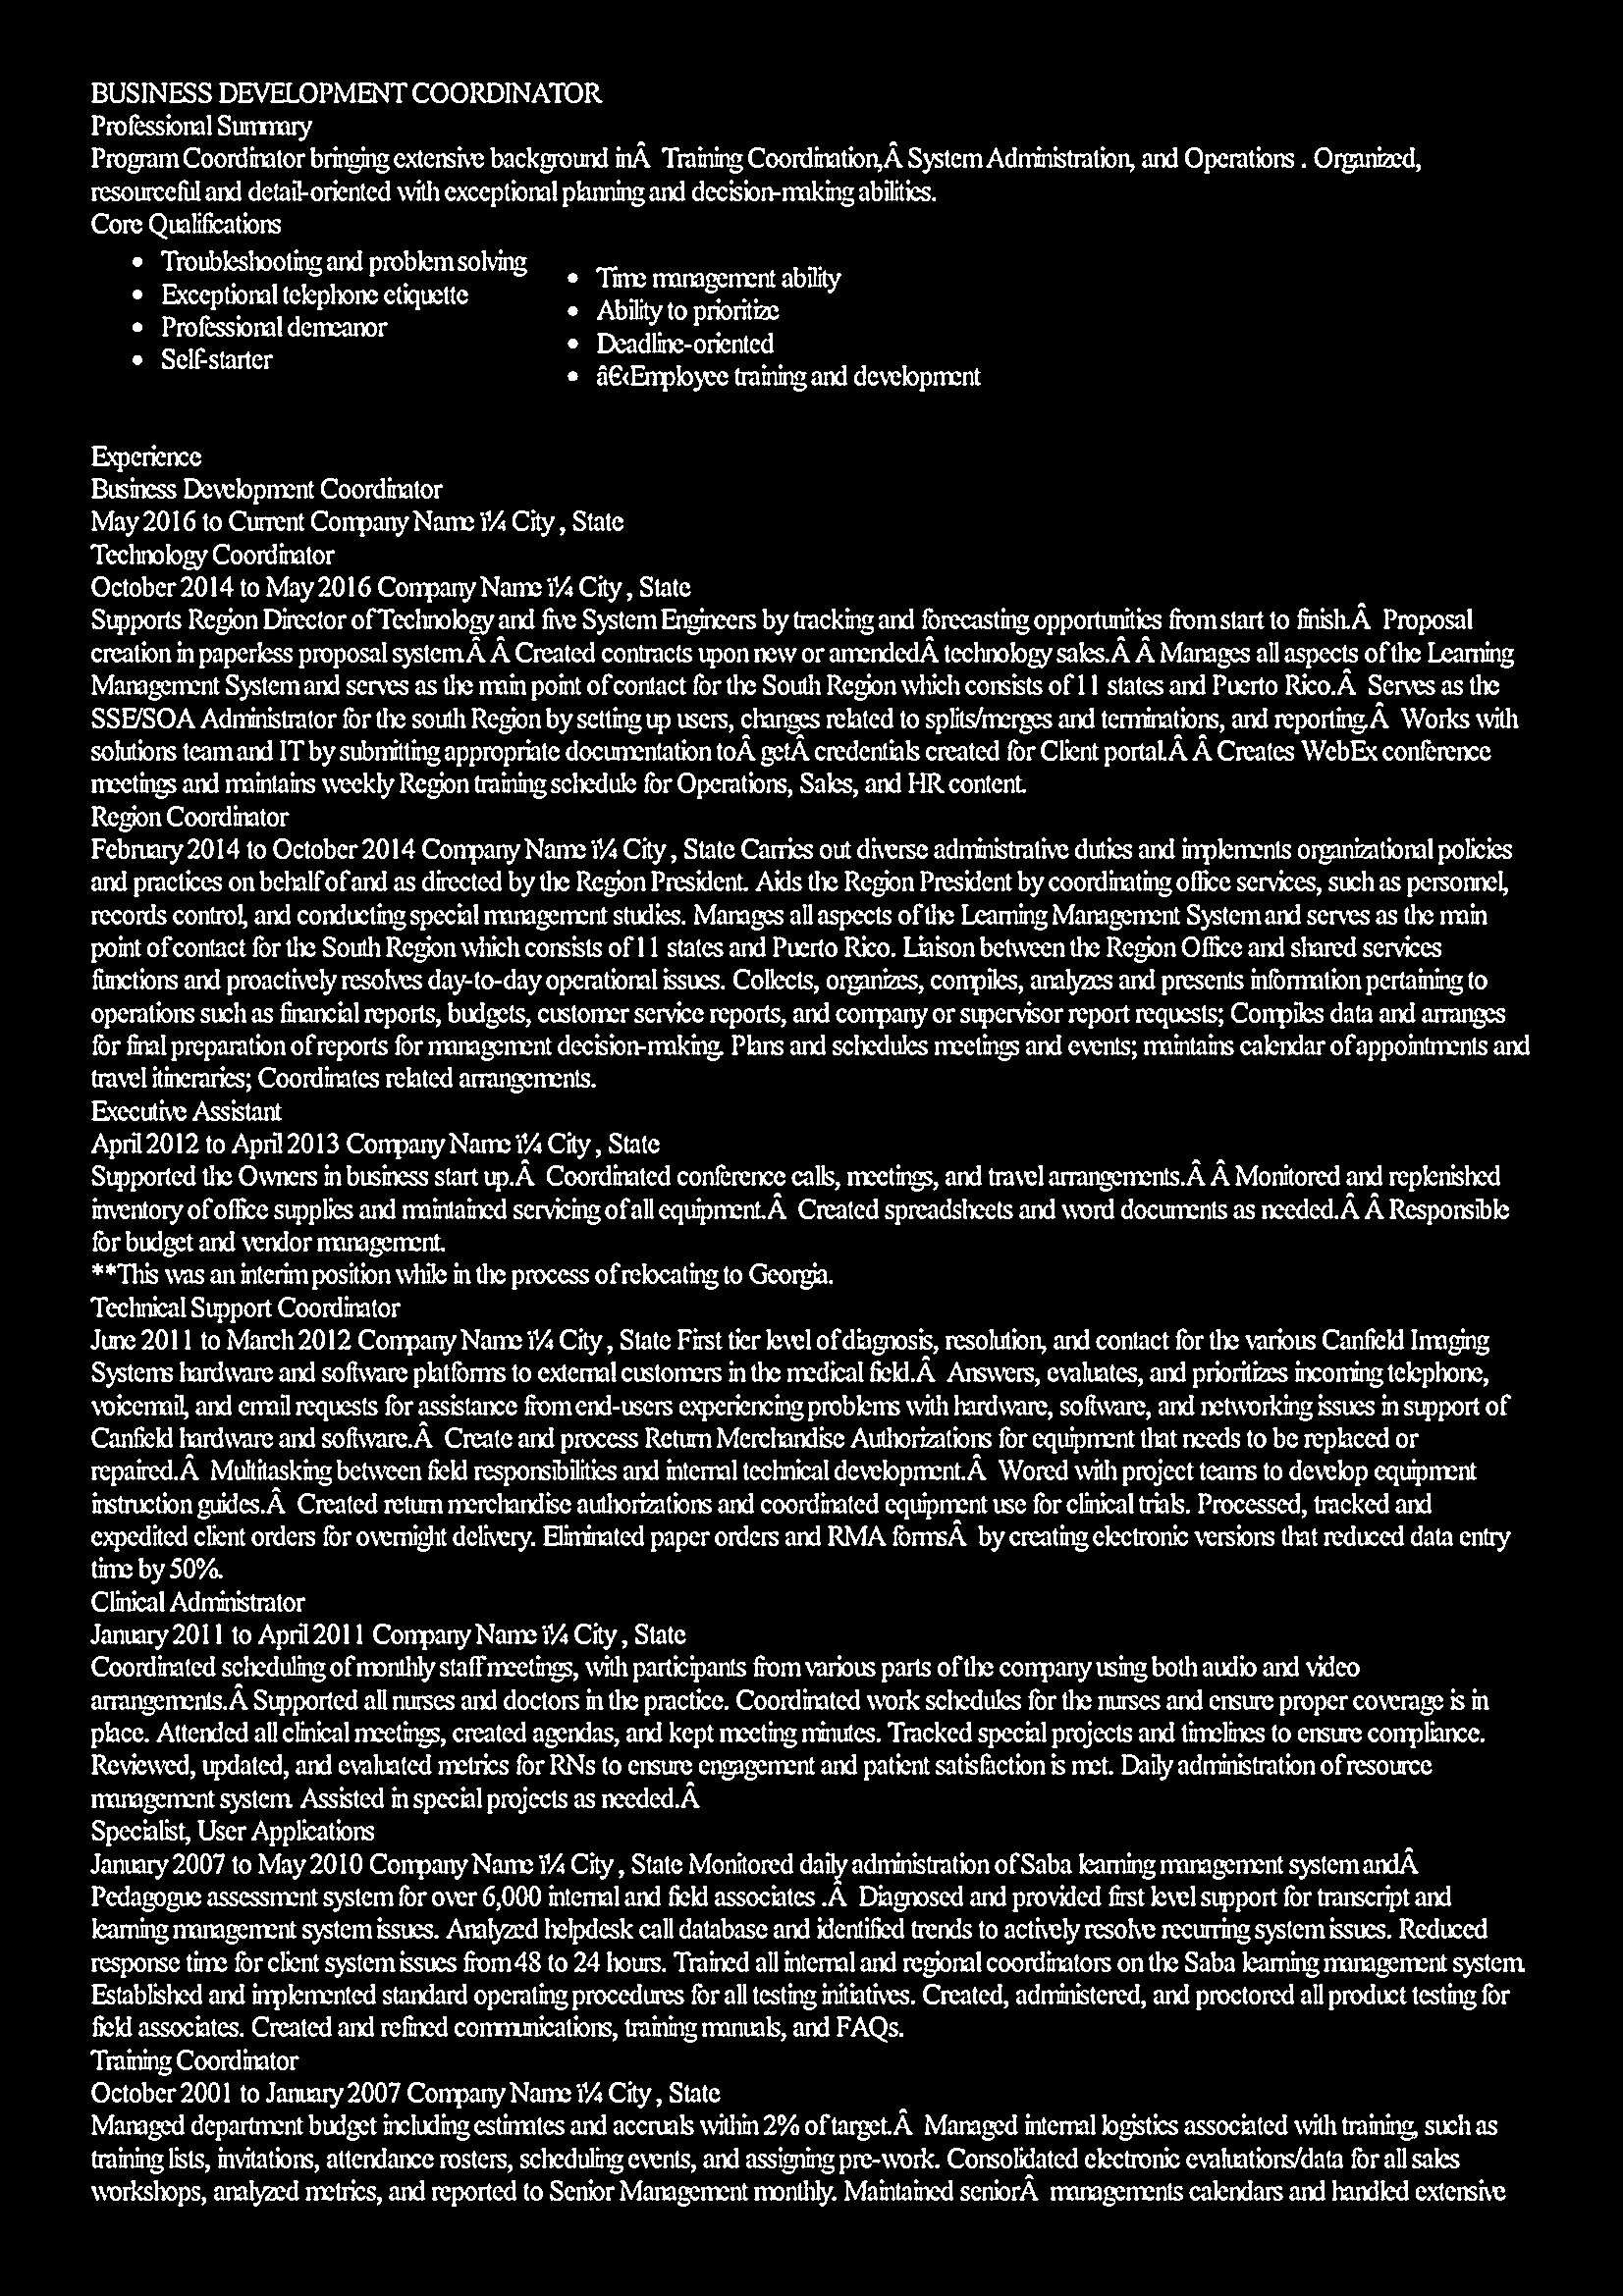 BUSINESS DEVELOPMENT COORDINATOR
Professional Summary
Program Coordinator bringing extensive background inÂ  Training Coordination,Â System Administration, and Operations . Organized,
resourceful and detail-oriented with exceptional planning and decision-making abilities.
Core Qualifications
• Troubleshooting and problem solving
• Exceptional telephone etiquette
• Professional demeanor
• Self-starter
• Time management ability
• Ability to prioritize
• Deadline-oriented
• â€‹Employee training and development
Experience
Business Development Coordinator
May 2016 to Current Company Name ï¼ City , State
Technology Coordinator
October 2014 to May 2016 Company Name ï¼ City , State
Supports Region Director of Technology and five System Engineers by tracking and forecasting opportunities from start to finish.Â  Proposal
creation in paperless proposal system.Â Â Created contracts upon new or amendedÂ technology sales.Â Â Manages all aspects of the Learning
Management System and serves as the main point of contact for the South Region which consists of 11 states and Puerto Rico.Â  Serves as the
SSE/SOA Administrator for the south Region by setting up users, changes related to splits/merges and terminations, and reporting.Â  Works with
solutions team and IT by submitting appropriate documentation toÂ getÂ credentials created for Client portal.Â Â Creates WebEx conference
meetings and maintains weekly Region training schedule for Operations, Sales, and HR content.
Region Coordinator
February 2014 to October 2014 Company Name ï¼ City , State Carries out diverse administrative duties and implements organizational policies
and practices on behalf of and as directed by the Region President. Aids the Region President by coordinating office services, such as personnel,
records control, and conducting special management studies. Manages all aspects of the Learning Management System and serves as the main
point of contact for the South Region which consists of 11 states and Puerto Rico. Liaison between the Region Office and shared services
functions and proactively resolves day-to-day operational issues. Collects, organizes, compiles, analyzes and presents information pertaining to
operations such as financial reports, budgets, customer service reports, and company or supervisor report requests; Compiles data and arranges
for final preparation of reports for management decision-making. Plans and schedules meetings and events; maintains calendar of appointments and
travel itineraries; Coordinates related arrangements.
Executive Assistant
April 2012 to April 2013 Company Name ï¼ City , State
Supported the Owners in business start up.Â  Coordinated conference calls, meetings, and travel arrangements.Â Â Monitored and replenished
inventory of office supplies and maintained servicing of all equipment.Â  Created spreadsheets and word documents as needed.Â Â Responsible
for budget and vendor management.
**This was an interim position while in the process of relocating to Georgia.
Technical Support Coordinator
June 2011 to March 2012 Company Name ï¼ City , State First tier level of diagnosis, resolution, and contact for the various Canfield Imaging
Systems hardware and software platforms to external customers in the medical field.Â  Answers, evaluates, and prioritizes incoming telephone,
voicemail, and email requests for assistance from end-users experiencing problems with hardware, software, and networking issues in support of
Canfield hardware and software.Â  Create and process Return Merchandise Authorizations for equipment that needs to be replaced or
repaired.Â  Multitasking between field responsibilities and internal technical development.Â  Wored with project teams to develop equipment
instruction guides.Â  Created return merchandise authorizations and coordinated equipment use for clinical trials. Processed, tracked and
expedited client orders for overnight delivery. Eliminated paper orders and RMA formsÂ  by creating electronic versions that reduced data entry
time by 50%.
Clinical Administrator
January 2011 to April 2011 Company Name ï¼ City , State
Coordinated scheduling of monthly staff meetings, with participants from various parts of the company using both audio and video
arrangements.Â Supported all nurses and doctors in the practice. Coordinated work schedules for the nurses and ensure proper coverage is in
place. Attended all clinical meetings, created agendas, and kept meeting minutes. Tracked special projects and timelines to ensure compliance.
Reviewed, updated, and evaluated metrics for RNs to ensure engagement and patient satisfaction is met. Daily administration of resource
management system. Assisted in special projects as needed.Â
Specialist, User Applications
January 2007 to May 2010 Company Name ï¼ City , State Monitored daily administration of Saba learning management system andÂ
Pedagogue assessment system for over 6,000 internal and field associates .Â  Diagnosed and provided first level support for transcript and
learning management system issues. Analyzed helpdesk call database and identified trends to actively resolve recurring system issues. Reduced
response time for client system issues from 48 to 24 hours. Trained all internal and regional coordinators on the Saba learning management system.
Established and implemented standard operating procedures for all testing initiatives. Created, administered, and proctored all product testing for
field associates. Created and refined communications, training manuals, and FAQs.
Training Coordinator
October 2001 to January 2007 Company Name ï¼ City , State
Managed department budget including estimates and accruals within 2% of target.Â  Managed internal logistics associated with training, such as
training lists, invitations, attendance rosters, scheduling events, and assigning pre-work. Consolidated electronic evaluations/data for all sales
workshops, analyzed metrics, and reported to Senior Management monthly. Maintained seniorÂ  managements calendars and handled extensive